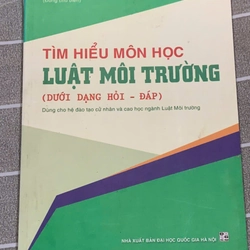 TÌM HIỂU MÔN HỌC
LUẬT MÔI TRƯỜNG
(DƯỚI DẠNG HỎI - ĐÁP)
Dùng cho hệ đào tạo cử nhân và cao học ngành Luật Môi trường
NHÀ XUẤT BẢN ĐẠI HỌC QUỐC GIA HÀ NỘI